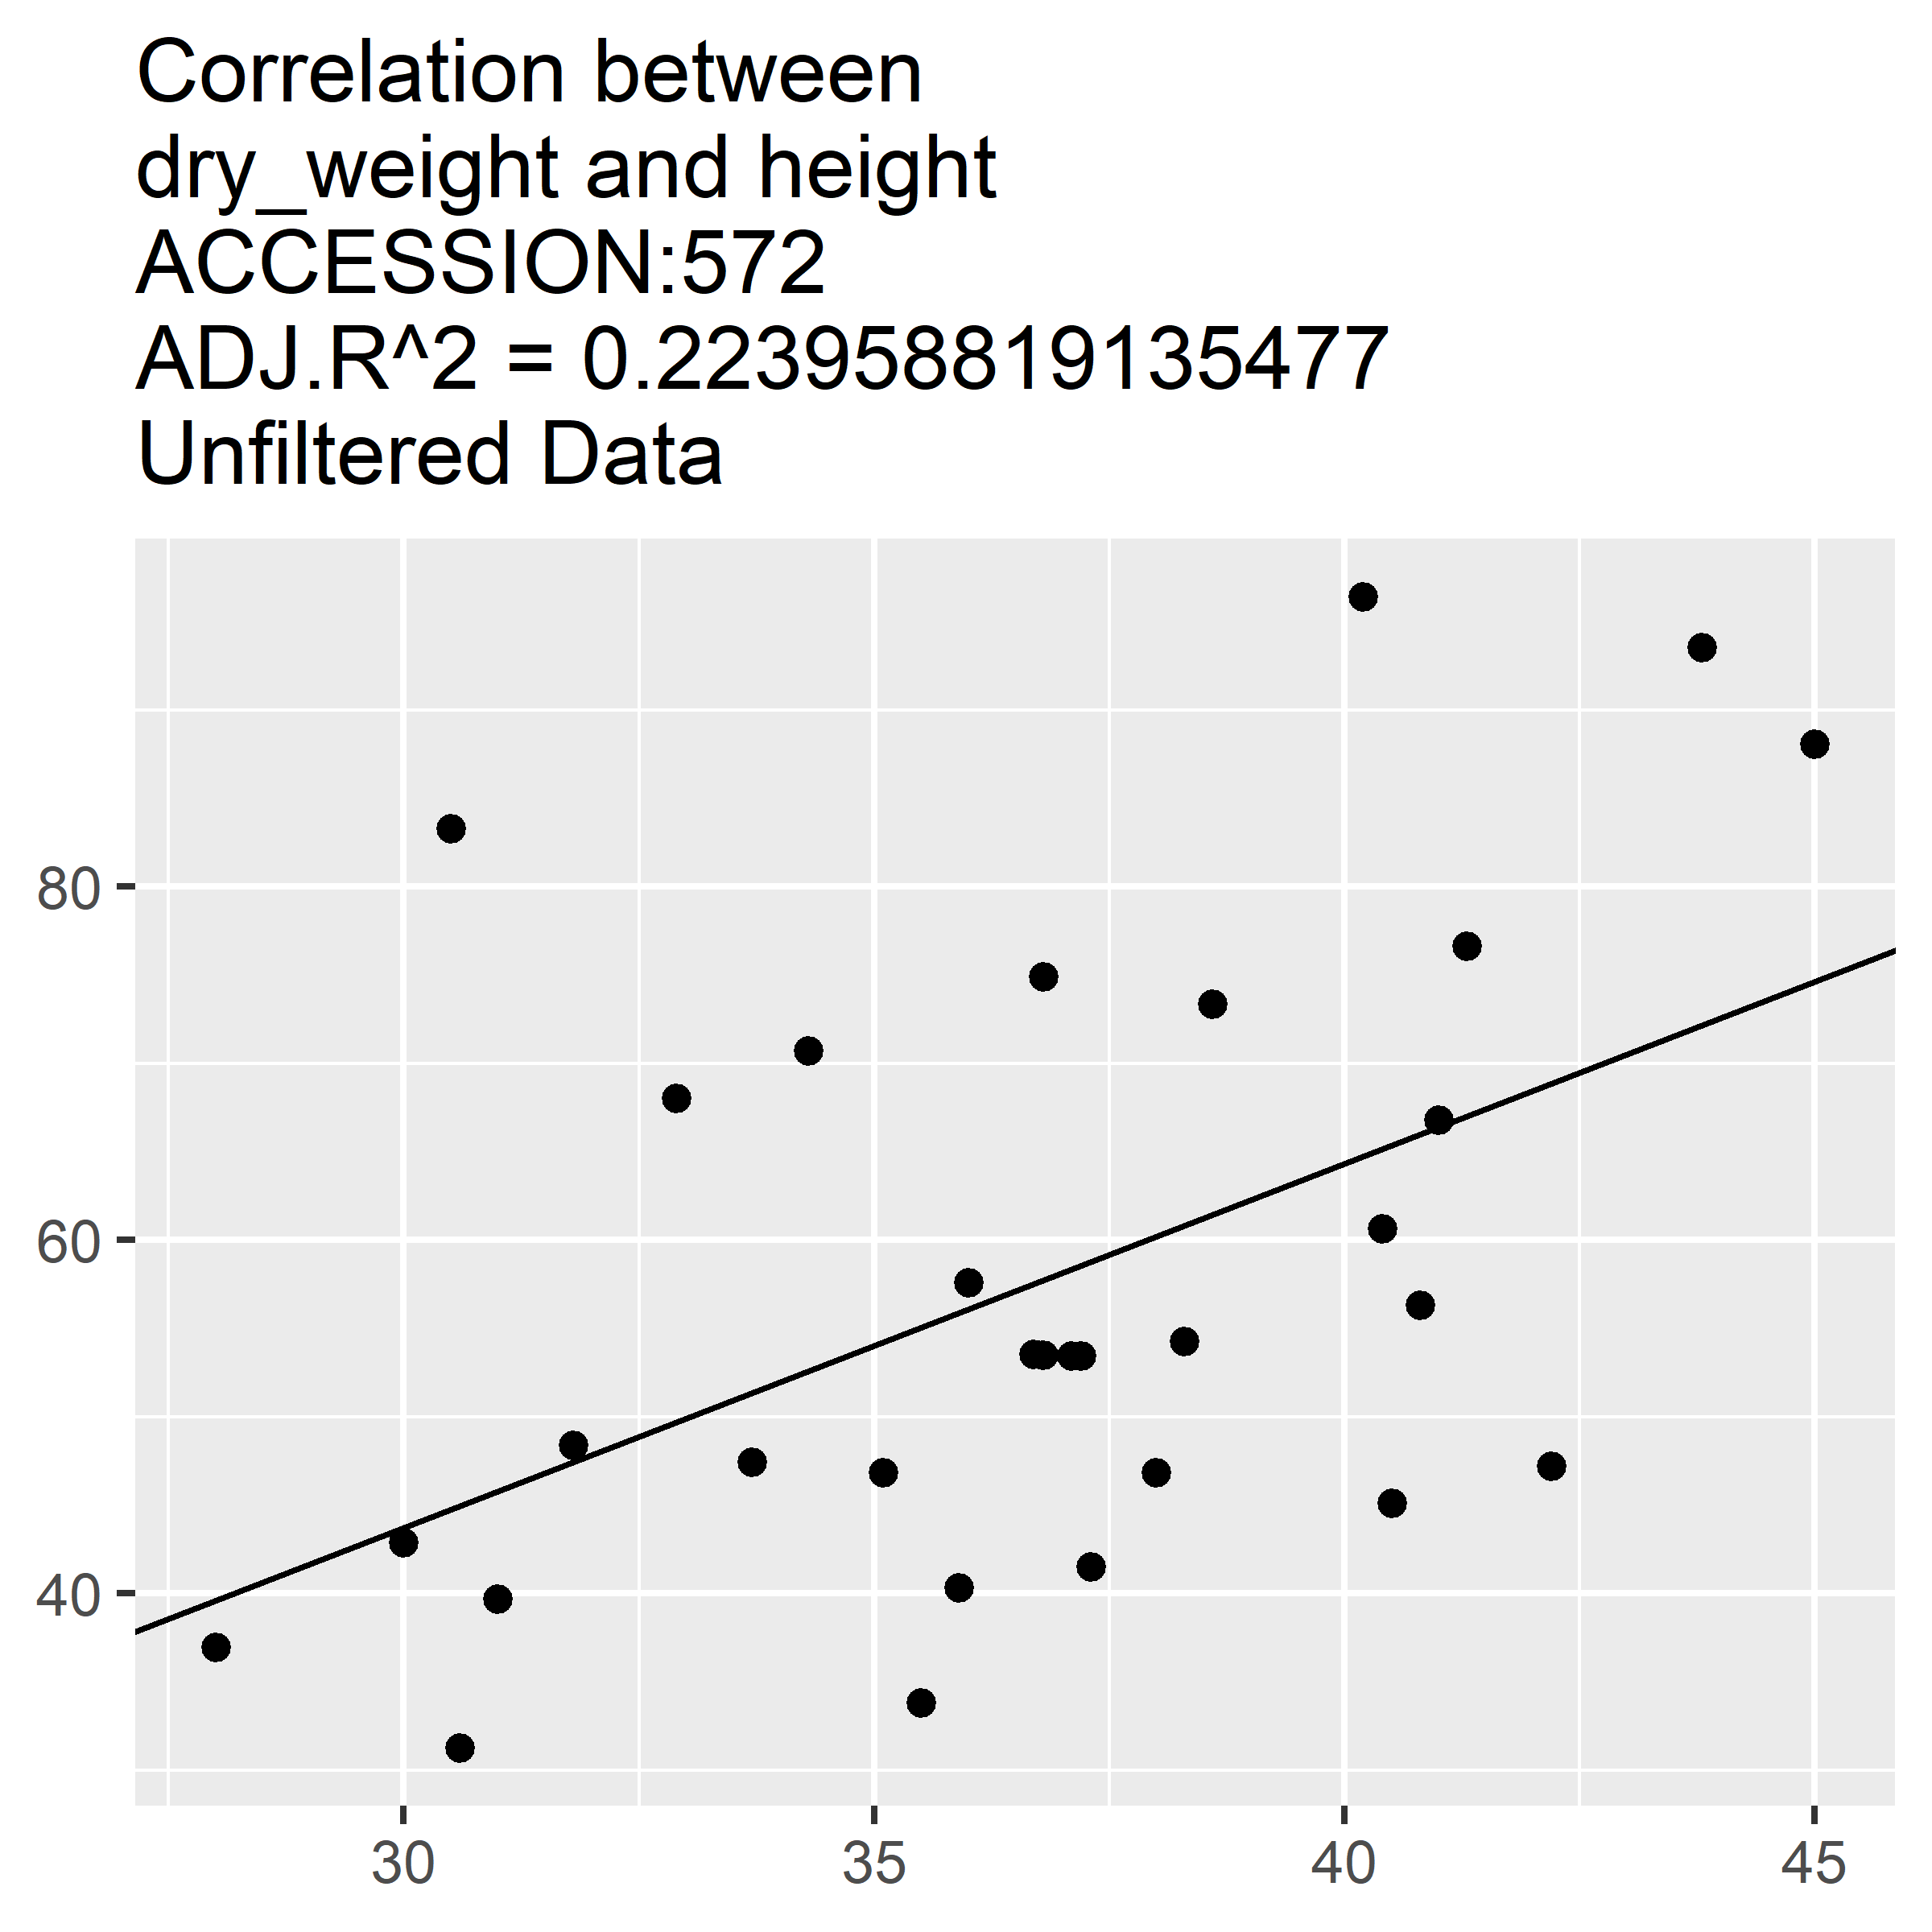 Correlation between
dry_weight and height
ACCESSION:572
ADJ.R^2 = 0.223958819135477
Unfiltered Data
80
60
40
30 35 40 45